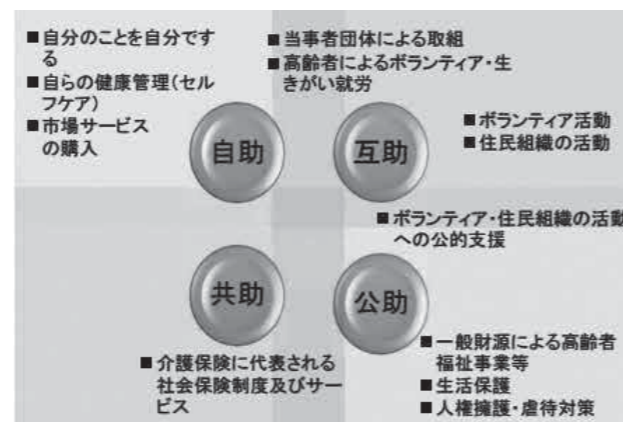 ■自分のことを自分です
る
■自らの健康管理(セル
フケア)
■市場サービス
の購入
■当事者団体による取組
■高齢者によるボランティア・生
きがい就労
自助
互助
■ボランティア活動
■住民組織の活動
■ボランティア・住民組織の活動
への公的支援
共助
公助
■介護保険に代表される
社会保険制度及びサー
ビス
■一般財源による高齢者
福祉事業等
■生活保護
■人権擁護・虐待対策